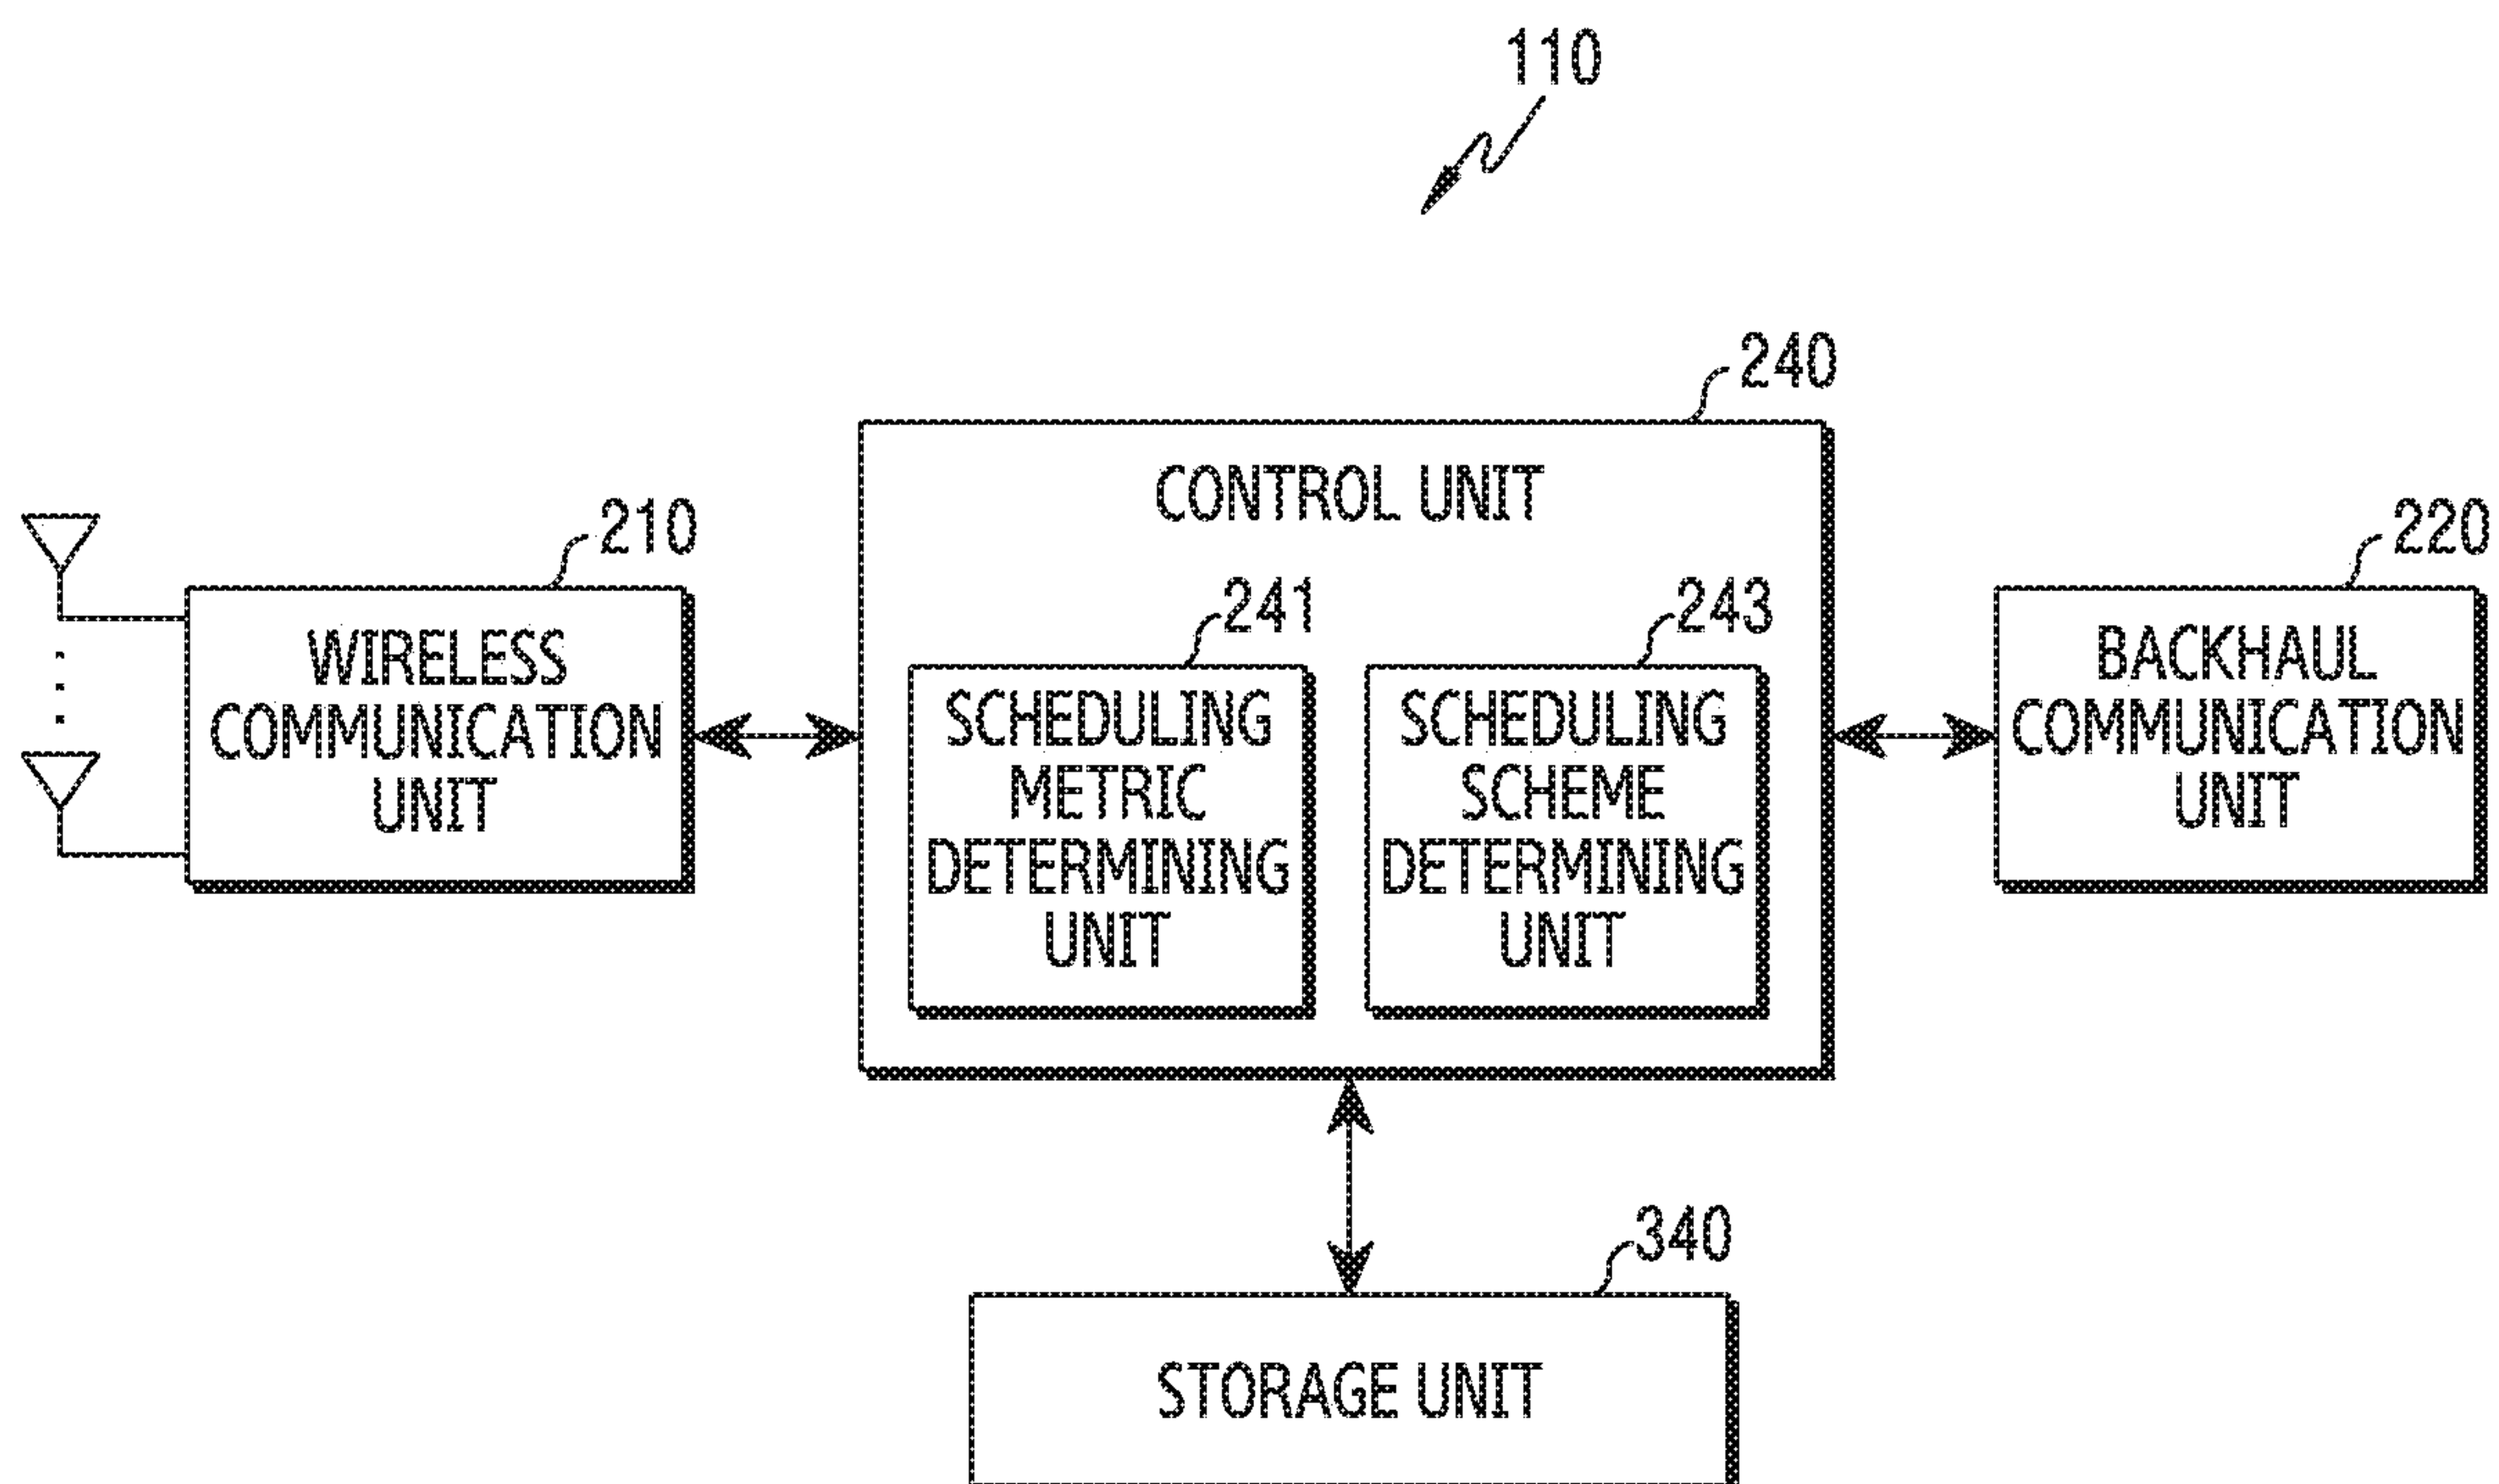 110
240
CONTROL UNIT
210
WIRELESS
COMMUNICATION
UNIT
241
SCHEDULING
METRIC
DETERMINING
UNIT
243
SCHEDULING
SCHEME
DETERMINING
UNIT
220
BACKHAUL
COMMUNICATION
UNIT
340
STORAGE UNIT